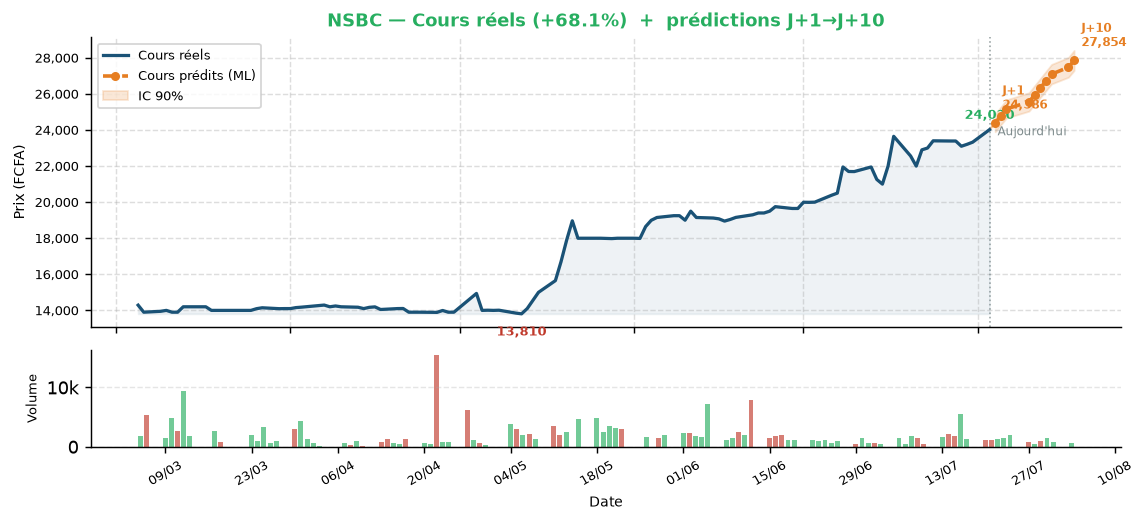 NSBC — Cours réels (+68.1%)  +  prédictions J+1→J+10
Cours réels
Cours prédits (ML)
IC 90%
J+10
27,854
J+1
24,386
24,020
Aujourd'hui
13,810
Prix (FCFA)
28,000
26,000
24,000
22,000
20,000
18,000
16,000
14,000
Volume
10k
0
09/03
23/03
06/04
20/04
04/05
18/05
01/06
15/06
29/06
13/07
27/07
10/08
Date